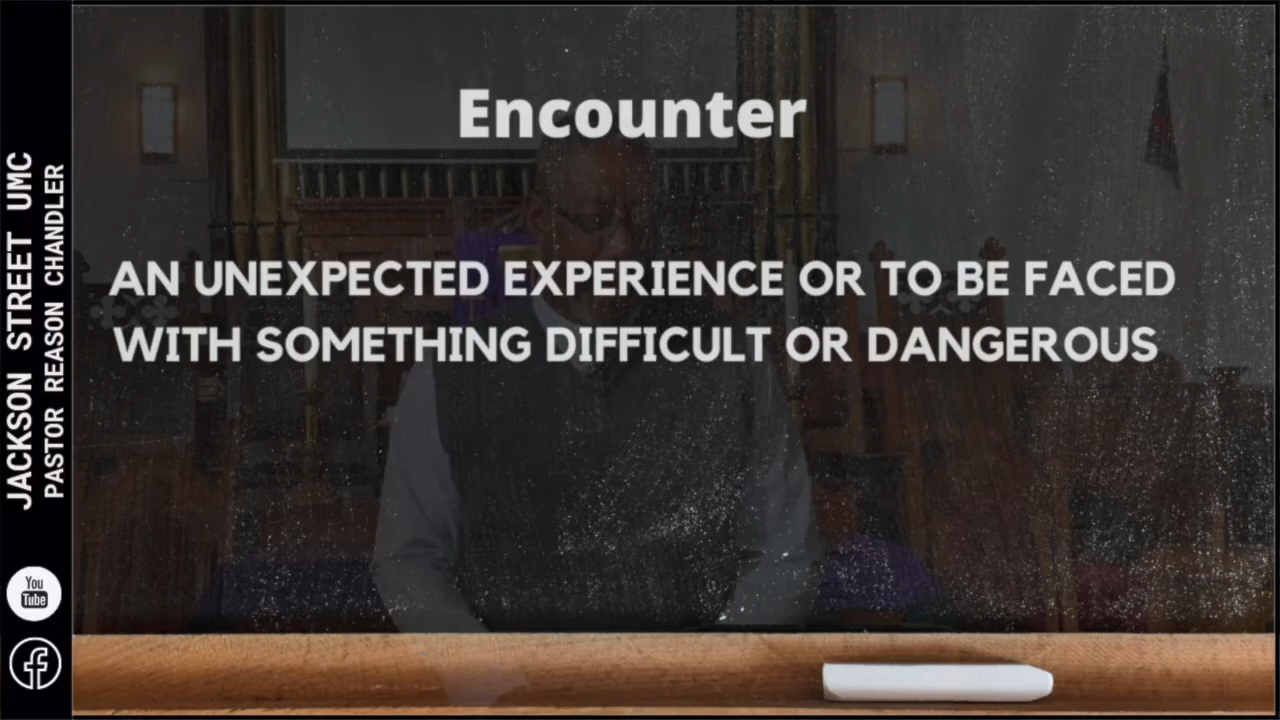 Encounter
AN UNEXPECTED EXPERIENCE OR TO BE FACED
WITH SOMETHING DIFFICULT OR DANGEROUS
JACKSON STREET UMC
PASTOR REASON CHANDLER
You
Tube